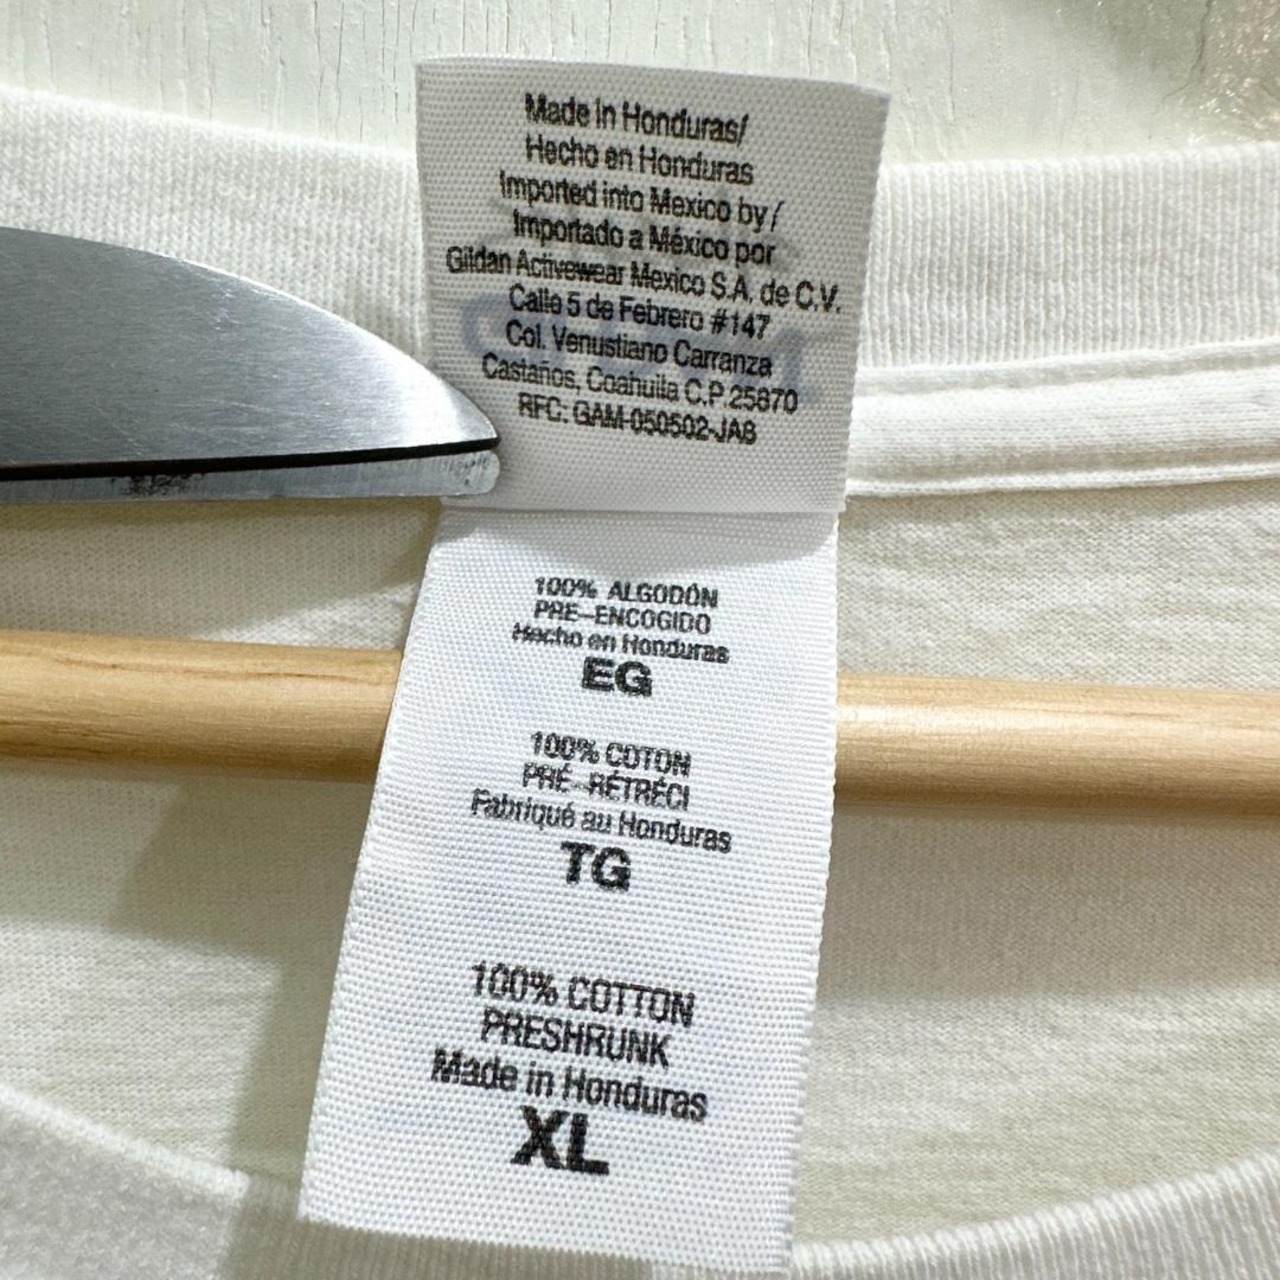 Made in Honduras/
Hecho en Honduras
Imported into Mexico by/
Importado a México por
Gildan Activewear Mexico S.A. de C.V.
Calle 5 de Febrero #147
Col. Venustiano Carranza
Castaños, Coahuila C.P.25870
RFC: GAM-050502-JA8
100% ALGODÓN
PRE-ENCOGIDO
Hecho en Honduras
EG
100% COTON
PRÉ-RÉTRÉCI
Fabriqué au Honduras
TG
100% COTTON
PRESHRUNK
Made in Honduras
XL